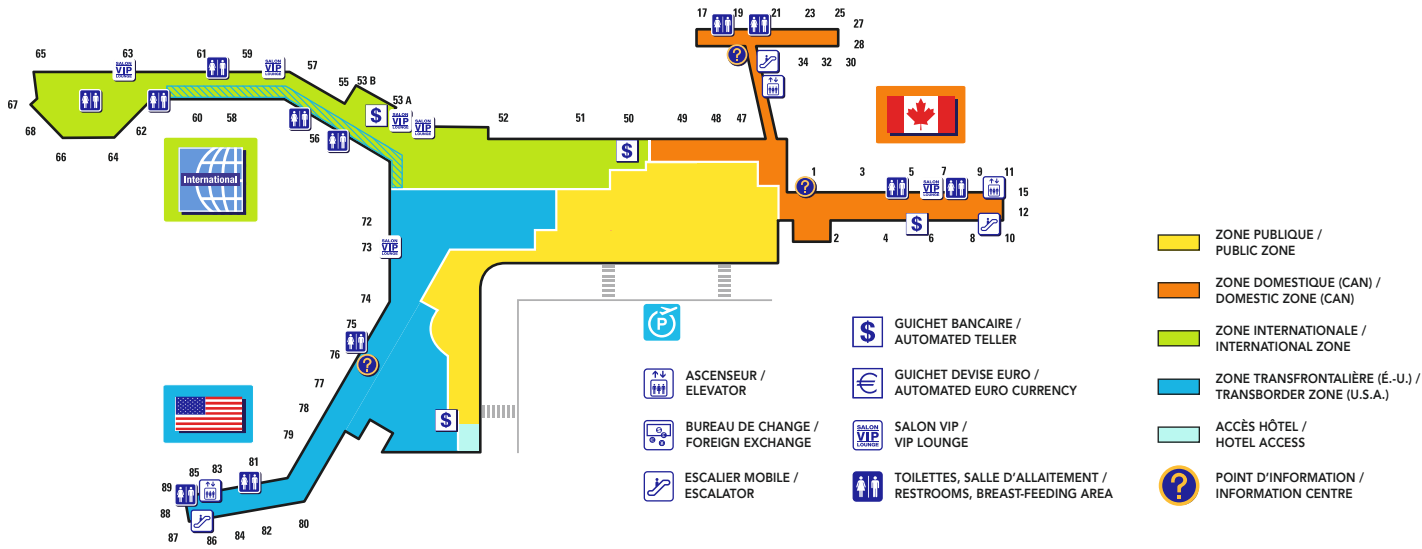 17
19
21
23
25
27
28
30
32
34
65
63
SALON
VIP
LOUNGE
61
59
SALON
VIP
LOUNGE
57
55
53 B
53 A
$
SALON
VIP
LOUNGE
SALON
VIP
LOUNGE
52
51
50
$
49
48
47
67
68
66
64
62
60
58
56
International
?
?
1
3
5
SALON
VIP
LOUNGE
7
9
11
15
12
2
4
$
6
8
10
72
73
SALON
VIP
LOUNGE
74
75
76
?
77
78
79
$
81
83
85
89
88
87
86
84
82
80
P
ASCENSEUR /
ELEVATOR
BUREAU DE CHANGE /
FOREIGN EXCHANGE
ESCALIER MOBILE /
ESCALATOR
$
GUICHET BANCAIRE /
AUTOMATED TELLER
€
GUICHET DEVISE EURO /
AUTOMATED EURO CURRENCY
SALON
VIP
LOUNGE
SALON VIP /
VIP LOUNGE
TOILETTES, SALLE D'ALLAITEMENT /
RESTROOMS, BREAST-FEEDING AREA
ZONE PUBLIQUE /
PUBLIC ZONE
ZONE DOMESTIQUE (CAN) /
DOMESTIC ZONE (CAN)
ZONE INTERNATIONALE /
INTERNATIONAL ZONE
ZONE TRANSFRONTALIÈRE (É.-U.) /
TRANSBORDER ZONE (U.S.A.)
ACCÈS HÔTEL /
HOTEL ACCESS
?
POINT D'INFORMATION /
INFORMATION CENTRE